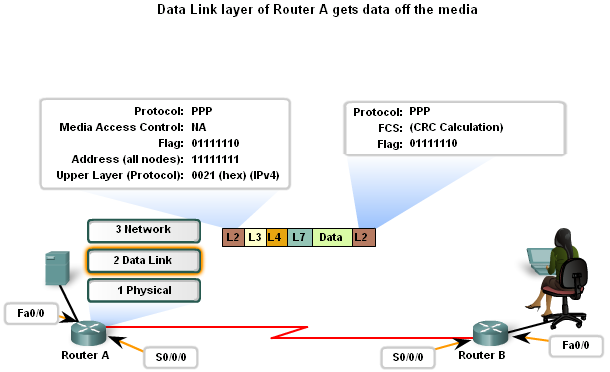 Data Link layer of Router A gets data off the media
Protocol: PPP
Media Access Control: NA
Flag: 01111110
Address (all nodes): 11111111
Upper Layer (Protocol): 0021 (hex) (IPv4)
Protocol: PPP
FCS: (CRC Calculation)
Flag: 01111110
3 Network
2 Data Link
1 Physical
L2 L3 L4 L7 Data L2
Fa0/0
Router A
S0/0/0
S0/0/0
Router B
Fa0/0